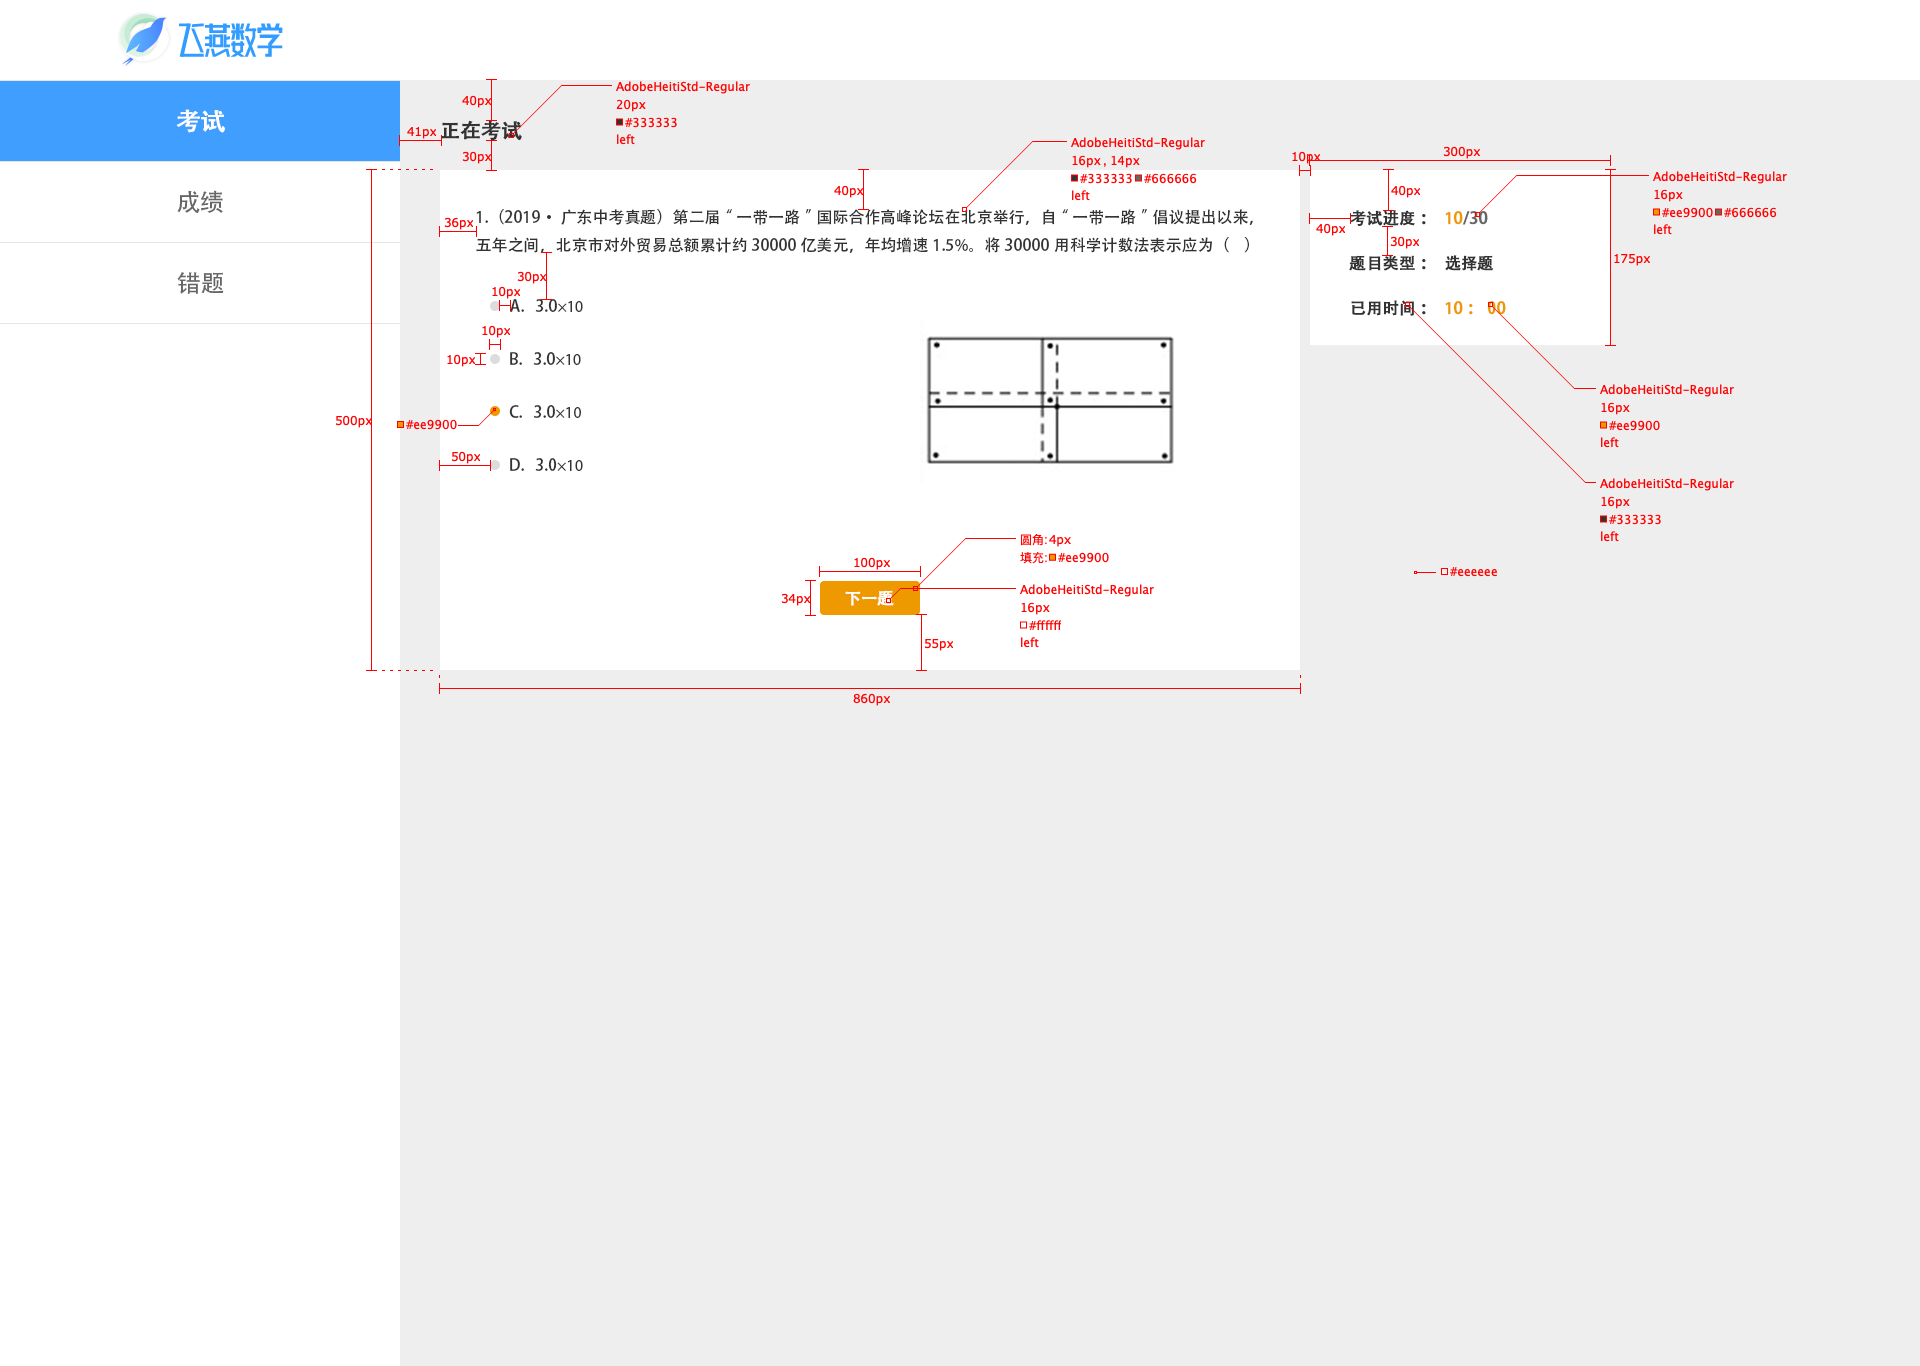 飞燕数学
考试
成绩
错题
40px
AdobeHeitiStd-Regular
20px
#333333
left
41px
正在考试
30px
AdobeHeitiStd-Regular
16px , 14px
#333333 #666666
left
10px
300px
40px
40px
AdobeHeitiStd-Regular
16px
#ee9900 #666666
left
36px
1.（2019 • 广东中考真题）第二届“一带一路”国际合作高峰论坛在北京举行，自“一带一路”倡议提出以来，
五年之间，北京市对外贸易总额累计约 30000 亿美元，年均增速 1.5%。将 30000 用科学计数法表示应为（ ）
考试进度： 10/30
40px
30px
题目类型： 选择题
175px
已用时间： 10： 00
30px
10px
A. 3.0×10
10px
10px
B. 3.0×10
C. 3.0×10
500px
#ee9900
50px
D. 3.0×10
AdobeHeitiStd-Regular
16px
#ee9900
left
AdobeHeitiStd-Regular
16px
#333333
left
圆角:4px
填充: #ee9900
100px
34px
下一题
AdobeHeitiStd-Regular
16px
#ffffff
left
#eeeeee
55px
860px